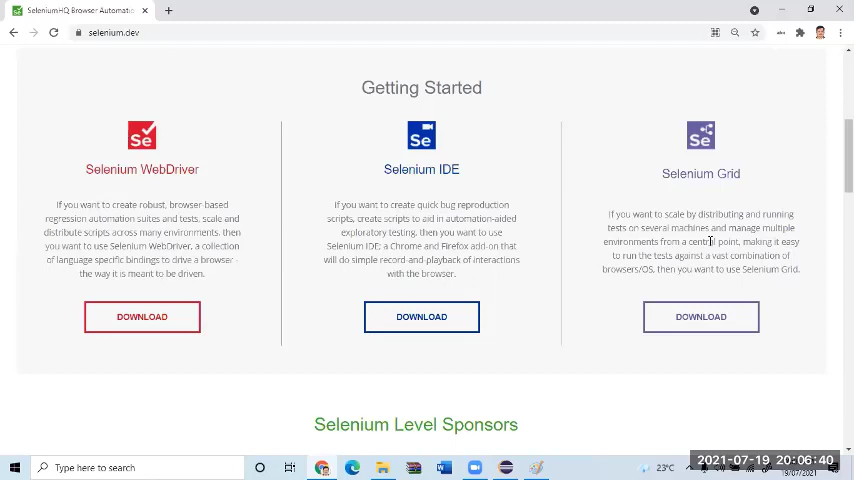 SeleniumHQ Browser Automatio
selenium.dev
Getting Started
Se
Se
Se
Selenium WebDriver
Selenium IDE
Selenium Grid
If you want to create robust, browser-based
regression automation suites and tests, scale and
distribute scripts across many environments, then
you want to use Selenium WebDriver, a collection
of language specific bindings to drive a browser -
the way it is meant to be driven.
If you want to create quick bug reproduction
scripts, create scripts to aid in automation-aided
exploratory testing, then you want to use
Selenium IDE; a Chrome and Firefox add-on that
will do simple record-and-playback of interactions
with the browser.
If you want to scale by distributing and running
tests on several machines and manage multiple
environments from a central point, making it easy
to run the tests against a vast combination of
browsers/OS, then you want to use Selenium Grid.
DOWNLOAD
DOWNLOAD
DOWNLOAD
Selenium Level Sponsors
Type here to search
23°C
2021-07-19 20:06:40
19/07/2021